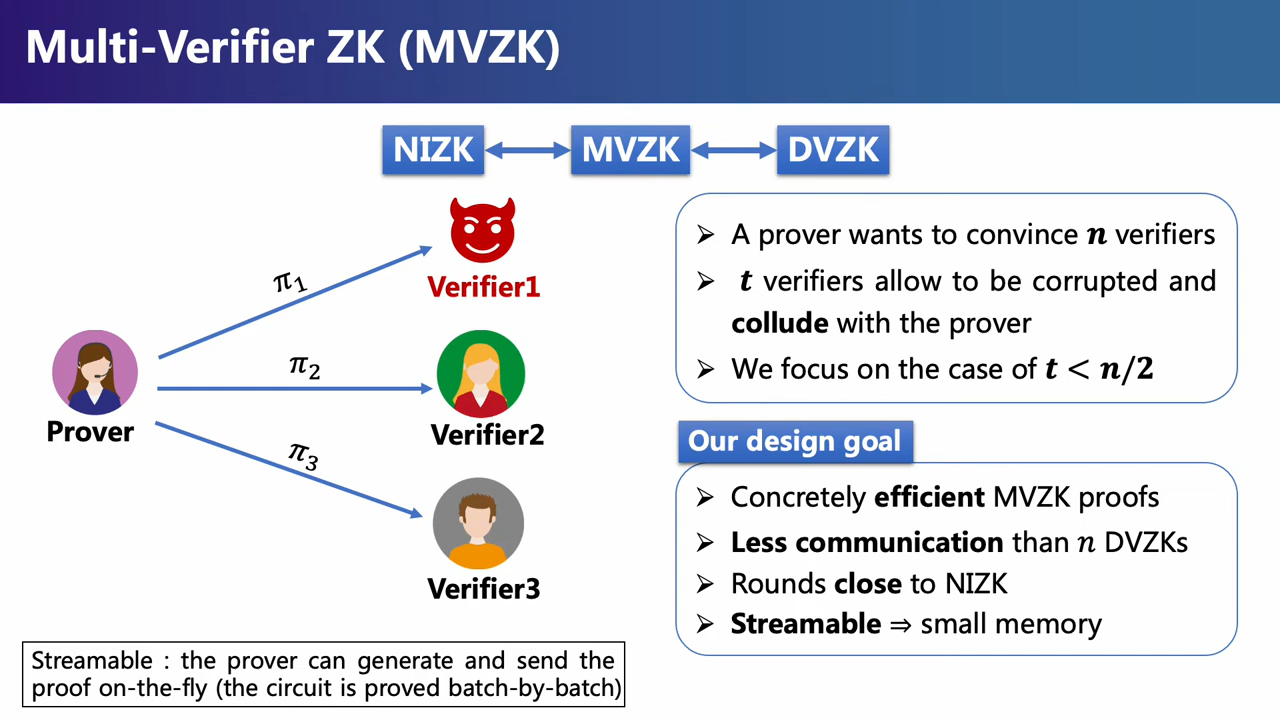 Multi-Verifier ZK (MVZK)
NIZK MVZK DVZK
π1
Verifier1
π2
Prover
Verifier2
π3
Verifier3
➢ A prover wants to convince n verifiers
➢ t verifiers allow to be corrupted and
collude with the prover
➢ We focus on the case of t < n/2
Our design goal
➢ Concretely efficient MVZK proofs
➢ Less communication than n DVZKs
➢ Rounds close to NIZK
➢ Streamable ⇒ small memory
Streamable : the prover can generate and send the
proof on-the-fly (the circuit is proved batch-by-batch)